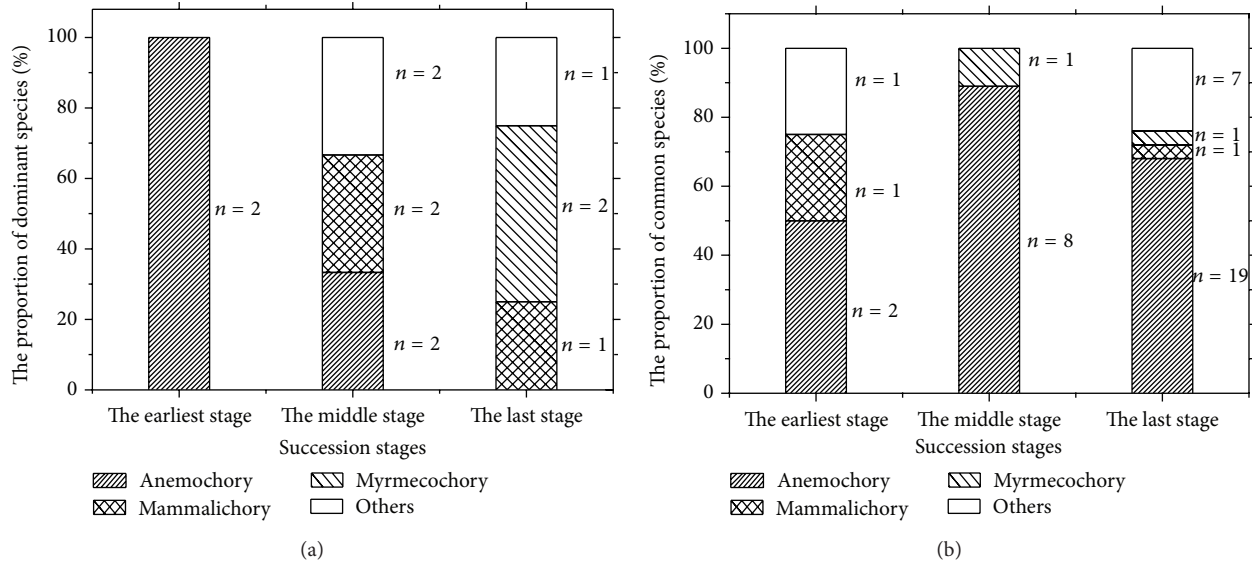 The proportion of dominant species (%)
100
80
60
40
20
0
n = 2
n = 2
n = 2
n = 2
n = 1
n = 2
n = 1
The earliest stage The middle stage The last stage
Succession stages
Anemochory Myrmecochory
Mammalichory Others
(a)
The proportion of common species (%)
100
80
60
40
20
0
n = 1
n = 1
n = 2
n = 1
n = 8
n = 7
n = 1
n = 1
n = 19
The earliest stage The middle stage The last stage
Succession stages
Anemochory Myrmecochory
Mammalichory Others
(b)